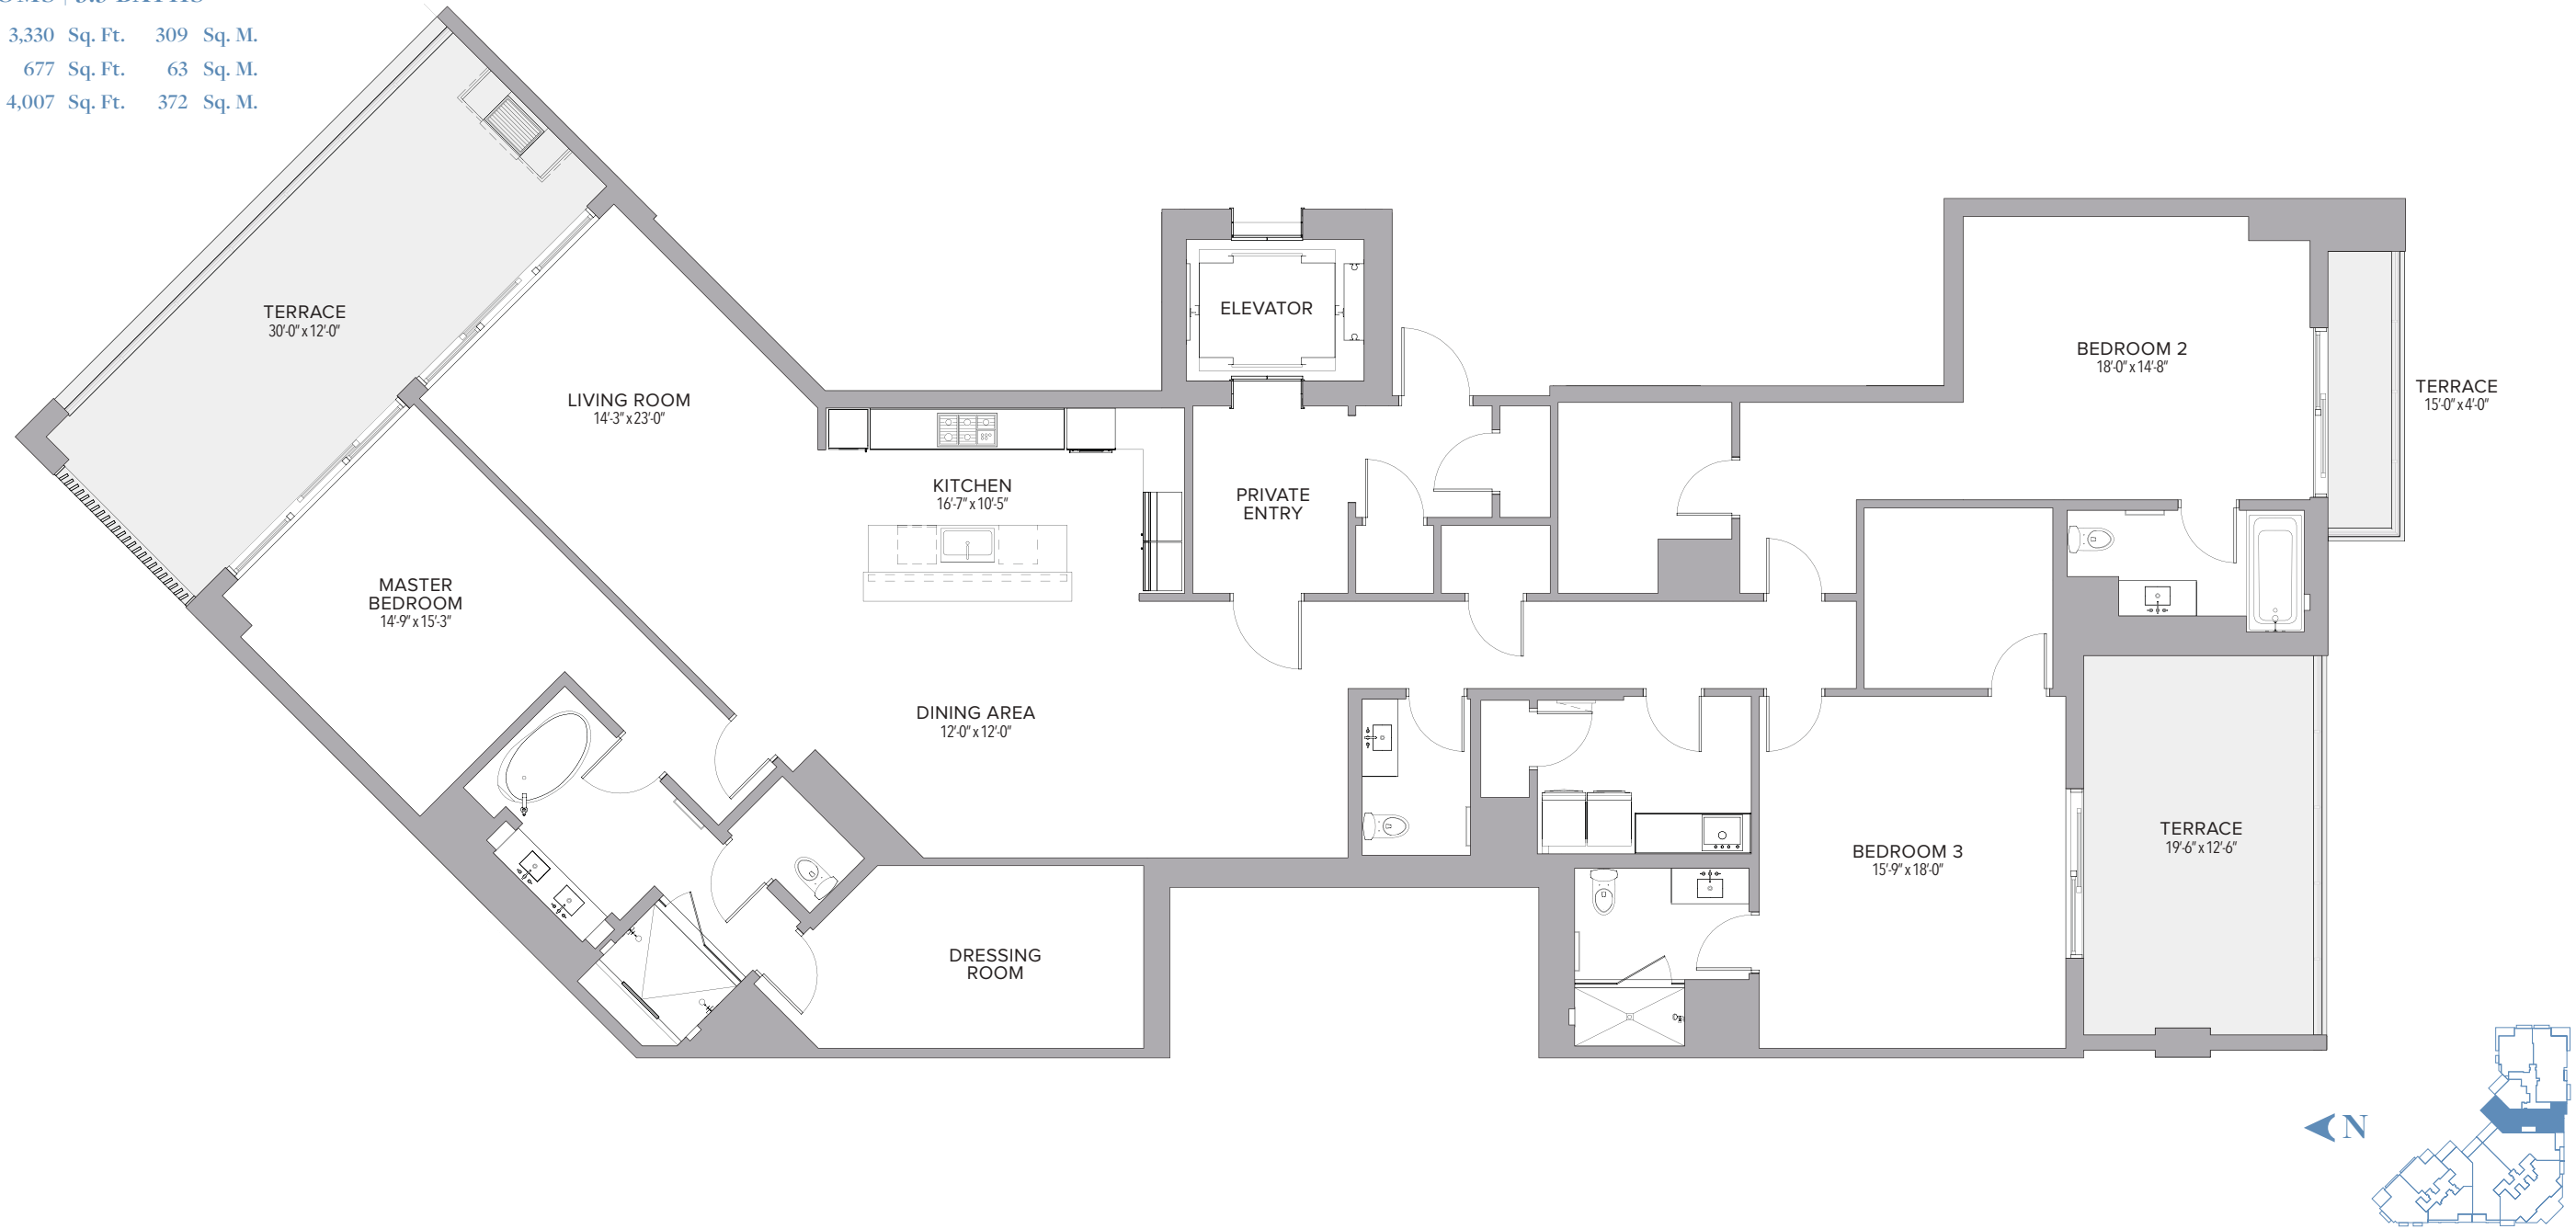 3,330 Sq. Ft. 309 Sq. M.
677 Sq. Ft. 63 Sq. M.
4,007 Sq. Ft. 372 Sq. M.
TERRACE
30'-0" x 12'-0"
LIVING ROOM
14'-3" x 23'-0"
MASTER
BEDROOM
14'-9" x 15'-3"
KITCHEN
16'-7" x 10'-5"
DINING AREA
12'-0" x 12'-0"
DRESSING
ROOM
ELEVATOR
PRIVATE
ENTRY
BEDROOM 2
18'-0" x 14'-8"
TERRACE
15'-0" x 4'-0"
BEDROOM 3
15'-9" x 18'-0"
TERRACE
19'-6" x 12'-6"
N